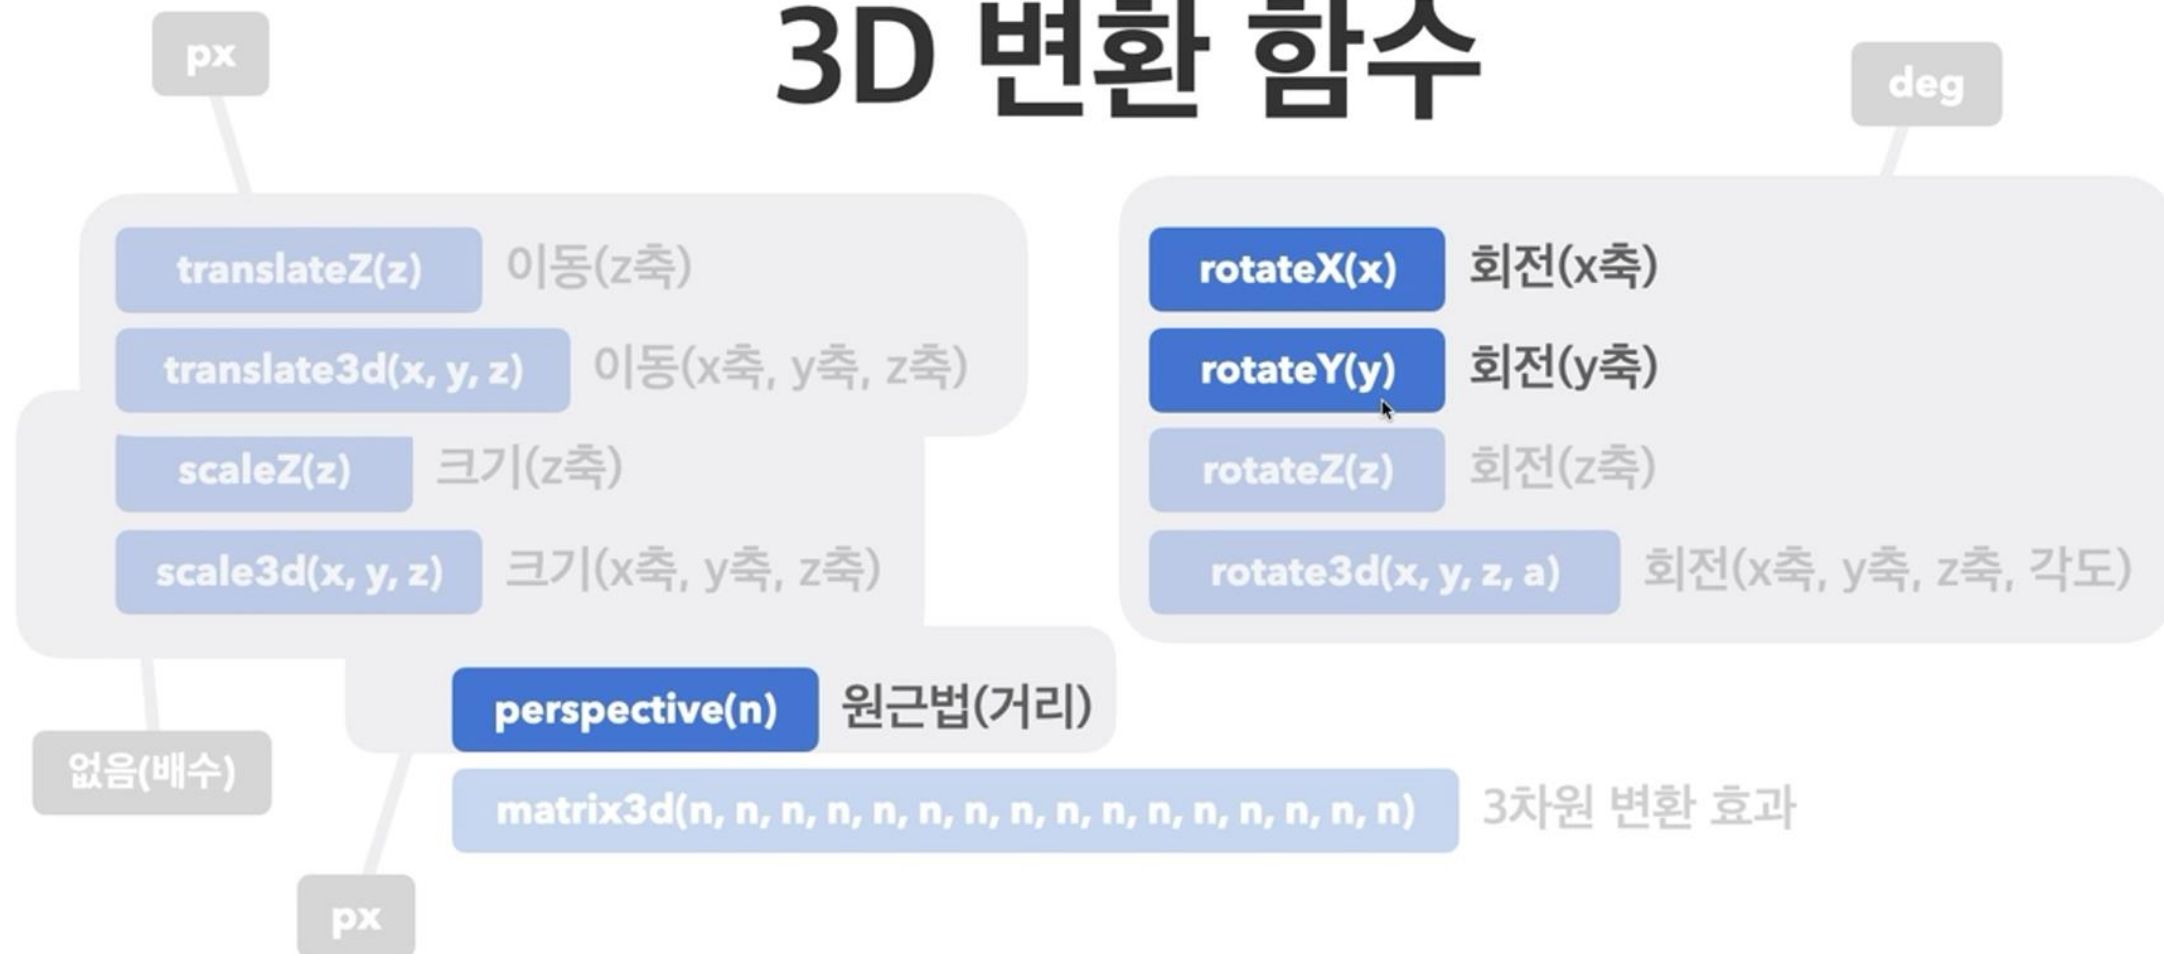 3D 변환 함수
px
deg
translateZ(z) 이동(z축)
translate3d(x, y, z) 이동(x축, y축, z축)
scaleZ(z) 크기(z축)
scale3d(x, y, z) 크기(x축, y축, z축)
rotateX(x) 회전(x축)
rotateY(y) 회전(y축)
rotateZ(z) 회전(z축)
rotate3d(x, y, z, a) 회전(x축, y축, z축, 각도)
perspective(n) 원근법(거리)
없음(배수)
matrix3d(n, n, n, n, n, n, n, n, n, n, n, n, n, n, n, n) 3차원 변환 효과
px